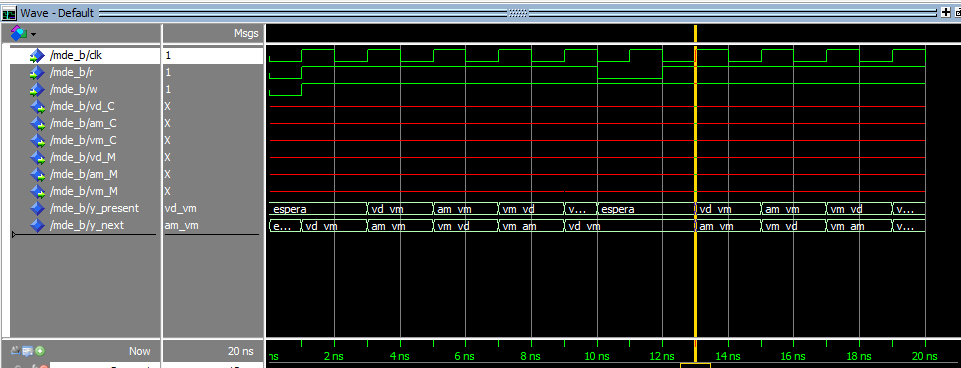 Wave - Default
Msgs
/mde_b/clk 1
/mde_b/r 1
/mde_b/w 1
/mde_b/vd_C X
/mde_b/am_C X
/mde_b/vm_C X
/mde_b/vd_M X
/mde_b/am_M X
/mde_b/vm_M X
/mde_b/y_present vd_vm espera vd_vm am_vm vm_vd v... espera vd_vm am_vm vm_vd v...
/mde_b/y_next am_vm e... vd_vm am_vm vm_vd vm_am vd_vm am_vm vm_vd vm_am v...
Now 20 ns ns 2 ns 4 ns 6 ns 8 ns 10 ns 12 ns 14 ns 16 ns 18 ns 20 ns